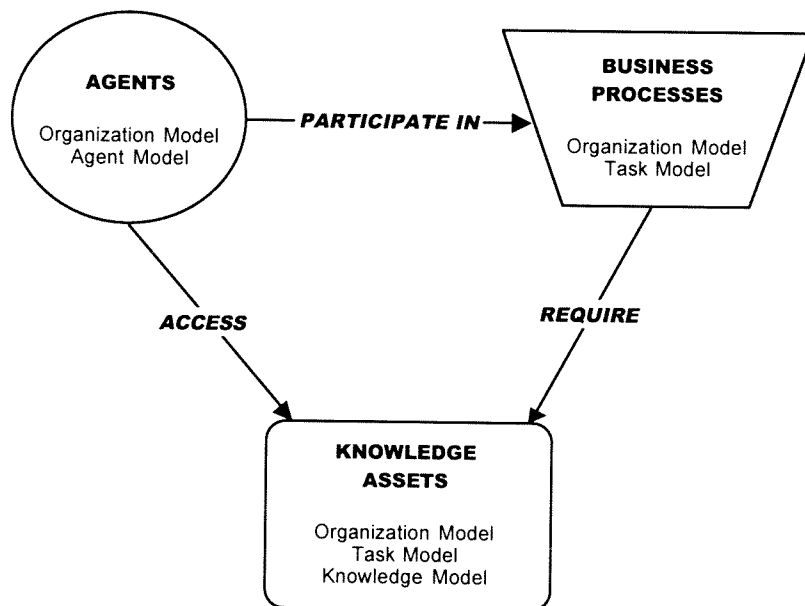 AGENTS
Organization Model
Agent Model
PARTICIPATE IN
BUSINESS
PROCESSES
Organization Model
Task Model
ACCESS
REQUIRE
KNOWLEDGE
ASSETS
Organization Model
Task Model
Knowledge Model